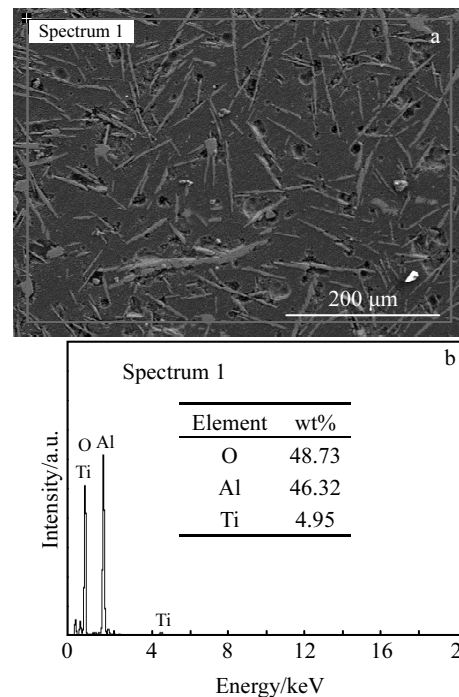 Spectrum 1
a
200 μm
b
Spectrum 1
Element wt%
O 48.73
Al 46.32
Ti 4.95
O Al
Ti
Ti
Intensity/a.u.
0 4 8 12 16 2
Energy/keV